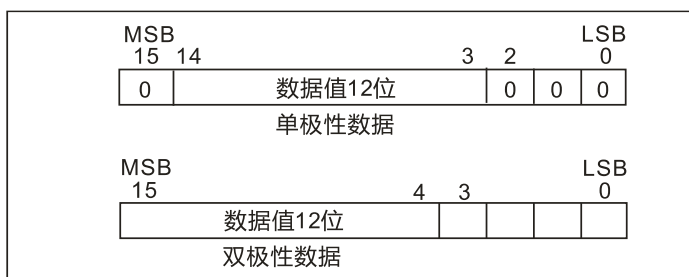 MSB LSB
15 14 3 2 0
0 数据值12位 0 0 0
单极性数据
MSB LSB
15 4 3 0
数据值12位
双极性数据